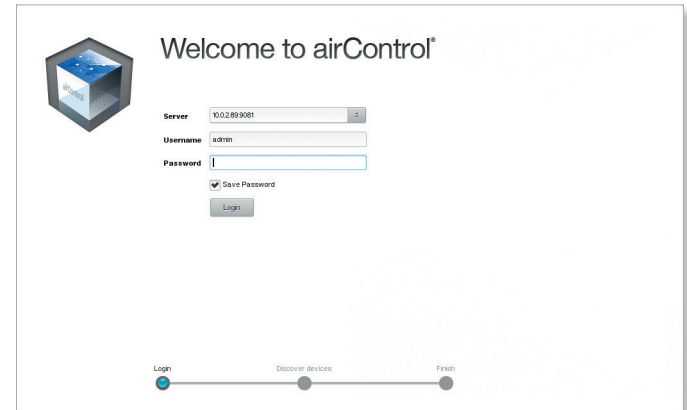 Welcome to airControl®
airControl
Server 10.0.2.89:9081
Username admin
Password
Save Password
Login
Login Discover devices Finish